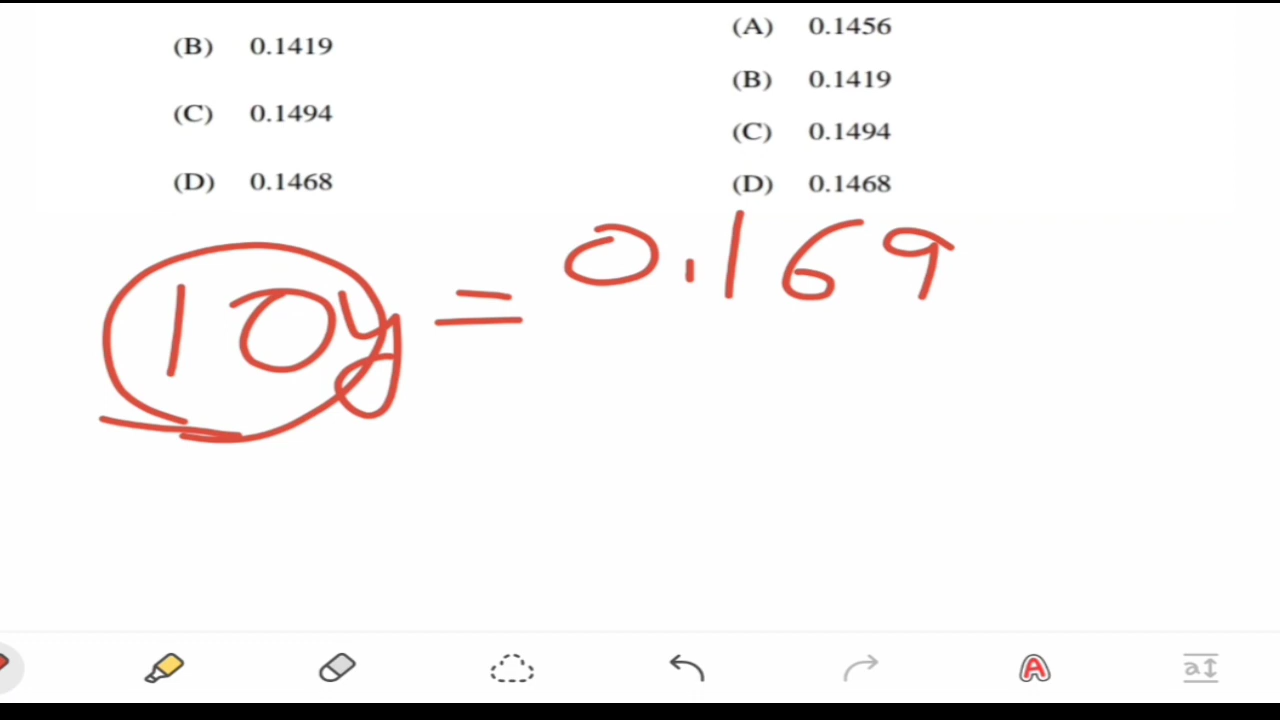 (B) 0.1419
(C) 0.1494
(D) 0.1468
(A) 0.1456
(B) 0.1419
(C) 0.1494
(D) 0.1468
10y = 0.169
A
a